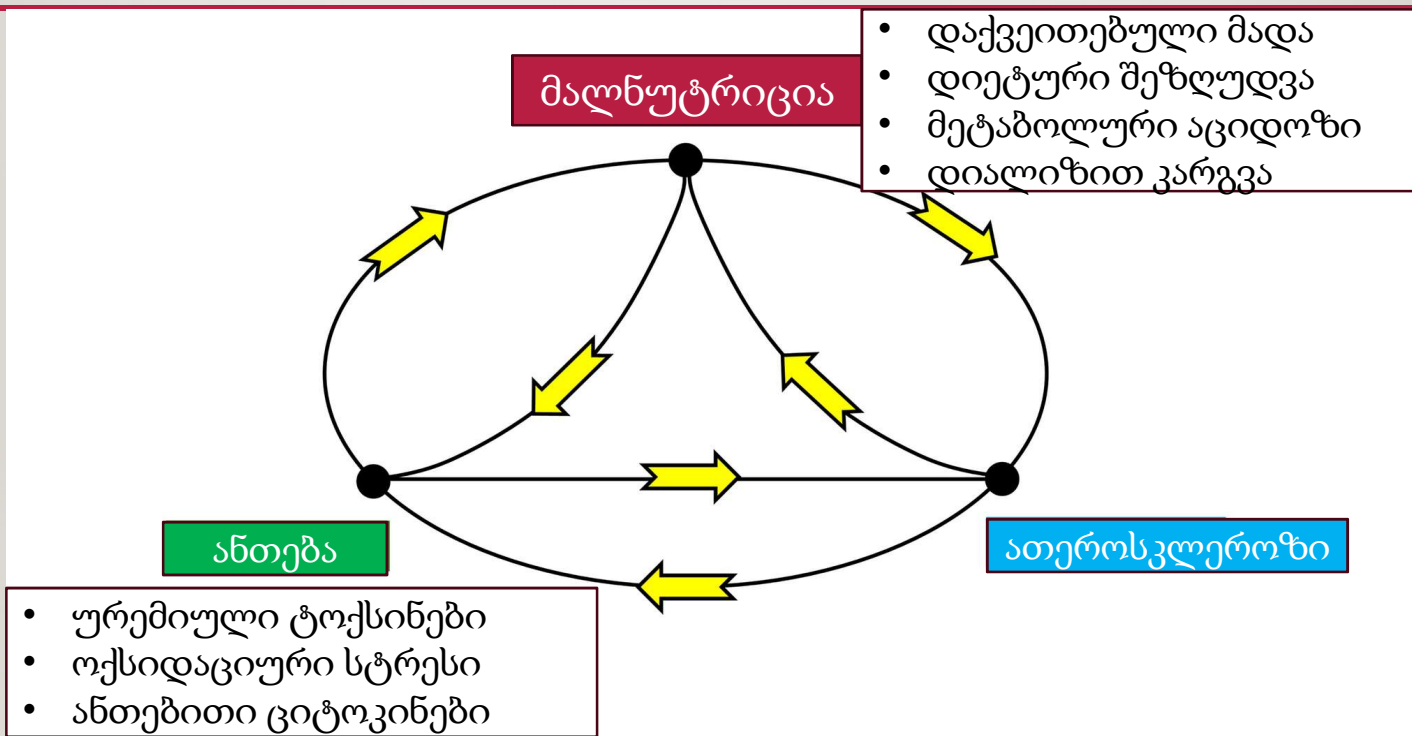 მალნუტრიცია
• დაქვეითებული მადა
• დიეტური შეზღუდვა
• მეტაბოლური აციდოზი
• დიალიზით კარგვა
ანთება
ათეროსკლეროზი
• ურემიული ტოქსინები
• ოქსიდაციური სტრესი
• ანთებითი ციტოკინები